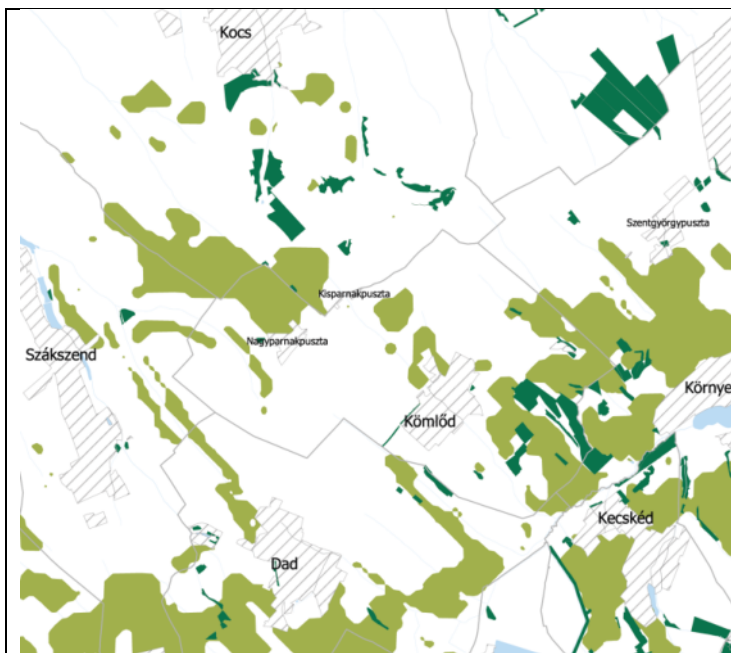 Kocs
Szentgyörgypuszta
Kisparnakpuszta
Nagyparnakpuszta
Szákszend
Környe
Kömlőd
Kecskéd
Dad